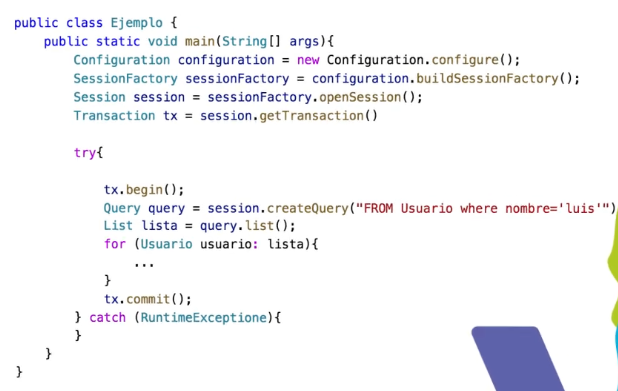 public class Ejemplo {
public static void main(String[] args){
Configuration configuration = new Configuration.configure();
SessionFactory sessionFactory = configuration.buildSessionFactory();
Session session = sessionFactory.openSession();
Transaction tx = session.getTransaction()
try{
tx.begin();
Query query = session.createQuery("FROM Usuario where nombre='luis'")
List lista = query.list();
for (Usuario usuario: lista){
...
}
tx.commit();
} catch (RuntimeExceptione){
}
}
}